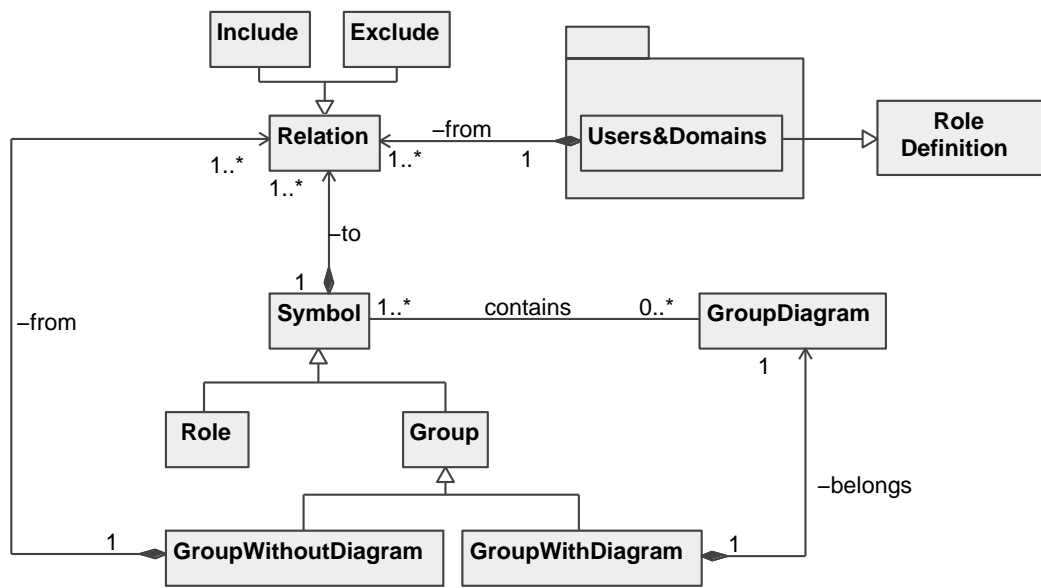 Include
Exclude
Relation
–from
Users&Domains
Role
Definition
1..*
1..*
1..*
1
–to
1
Symbol
1..*
contains
0..*
GroupDiagram
–from
1
Role
Group
–belongs
1
GroupWithoutDiagram
GroupWithDiagram
1